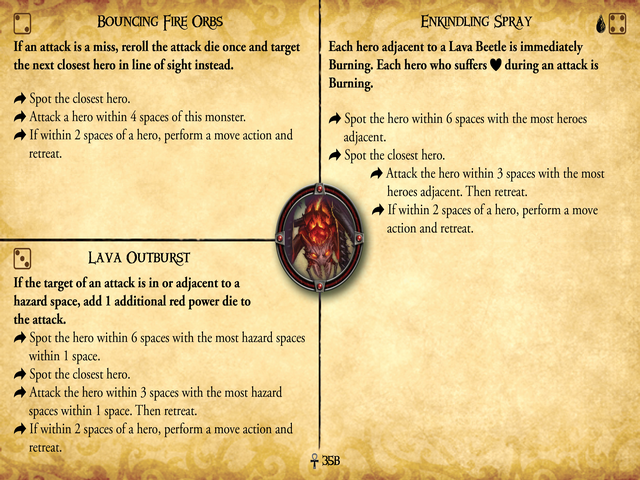 Bouncing Fire Orbs
If an attack is a miss, reroll the attack die once and target
the next closest hero in line of sight instead.
Spot the closest hero.
Attack a hero within 4 spaces of this monster.
If within 2 spaces of a hero, perform a move action and
retreat.
Lava Outburst
If the target of an attack is in or adjacent to a
hazard space, add 1 additional red power die to
the attack.
Spot the hero within 6 spaces with the most hazard spaces
within 1 space.
Spot the closest hero.
Attack the hero within 3 spaces with the most hazard
spaces within 1 space. Then retreat.
If within 2 spaces of a hero, perform a move action and
retreat.
Enkindling Spray
Each hero adjacent to a Lava Beetle is immediately
Burning. Each hero who suffers ♥ during an attack is
Burning.
Spot the hero within 6 spaces with the most heroes
adjacent.
Spot the closest hero.
Attack the hero within 3 spaces with the most
heroes adjacent. Then retreat.
If within 2 spaces of a hero, perform a move
action and retreat.
35B